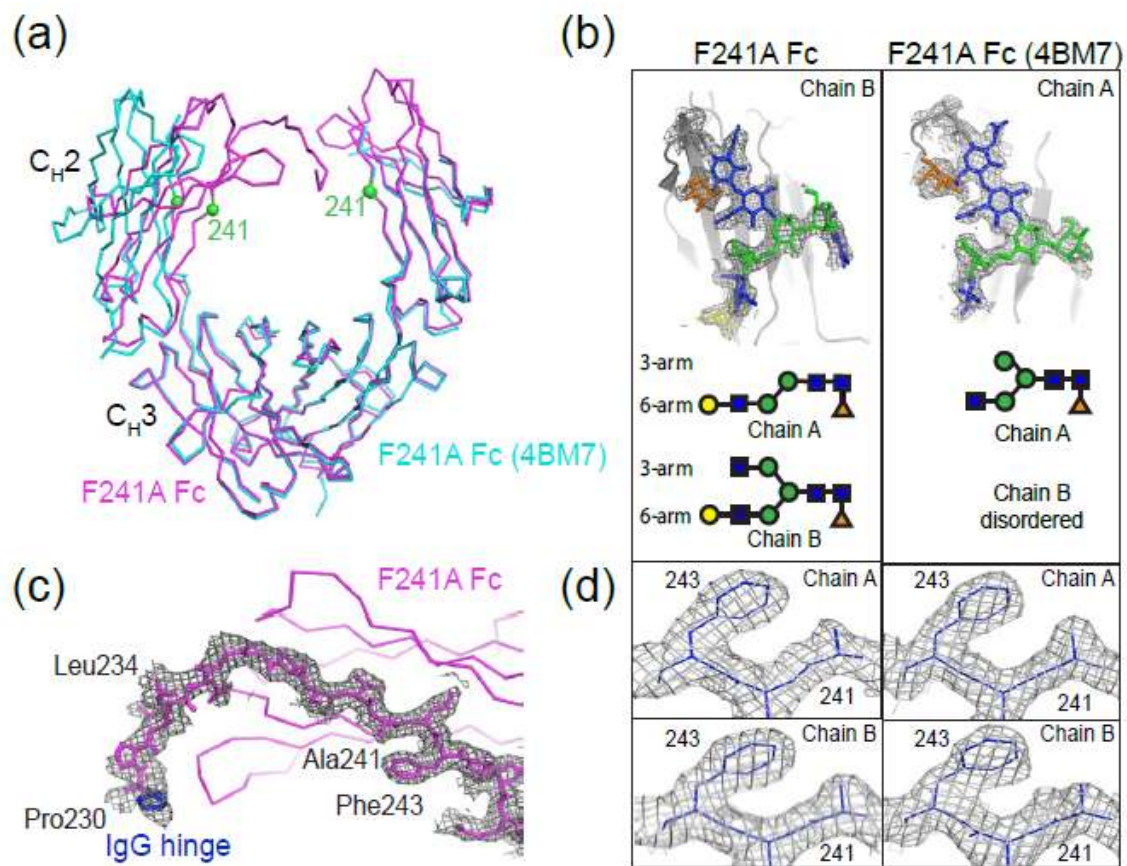 (a)
C_H2
241
241
C_H3
F241A Fc
F241A Fc (4BM7)
(b)
F241A Fc
F241A Fc (4BM7)
Chain B
Chain A
3-arm
6-arm
Chain A
3-arm
6-arm
Chain B
Chain A
Chain B
disordered
(c)
F241A Fc
Leu234
Ala241
Phe243
Pro230
IgG hinge
(d)
243
Chain A
241
243
Chain A
241
243
Chain B
241
243
Chain B
241